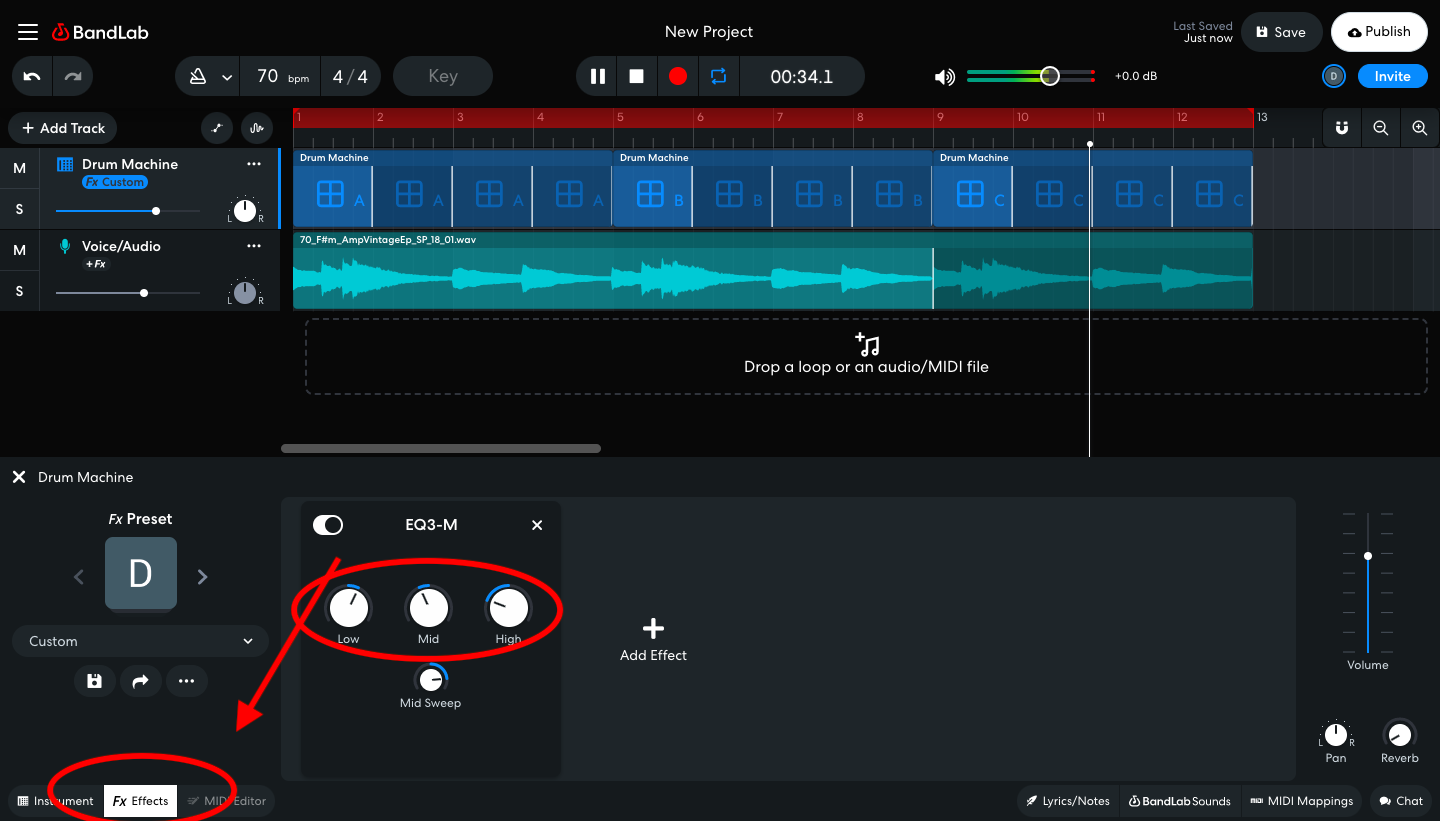 BandLab
New Project
Last Saved
Just now
Save
Publish
70 bpm
4/4
Key
00:34.1
+0.0 dB
D
Invite
+ Add Track
1 2 3 4 5 6 7 8 9 10 11 12 13
M
S
Drum Machine
Fx Custom
L R
Drum Machine
Drum Machine
Drum Machine
A A A A B B B B C C C C
M
S
Voice/Audio
+Fx
L R
70_F#m_AmpVintageEp_SP_18_01.wav
Drop a loop or an audio/MIDI file
Drum Machine
Fx Preset
D
Custom
EQ3-M
Low
Mid
High
Mid Sweep
Add Effect
Volume
L R
Pan
Reverb
Instrument
Fx Effects
MIDI Editor
Lyrics/Notes
BandLab Sounds
MIDI Mappings
Chat